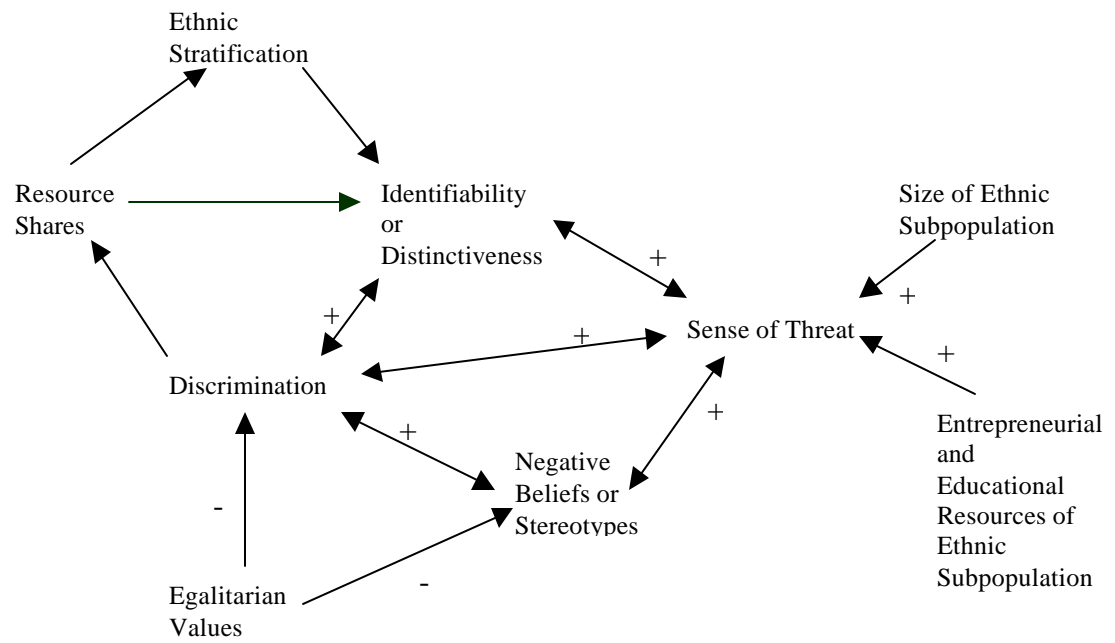 Ethnic
Stratification
Resource
Shares
Identifiability
or
Distinctiveness
Size of Ethnic
Subpopulation
+
+
+
+
Sense of Threat
+
Discrimination
+
+
Entrepreneurial
and
Educational
Resources of
Ethnic
Subpopulation
Negative
Beliefs or
Stereotypes
-
-
Egalitarian
Values